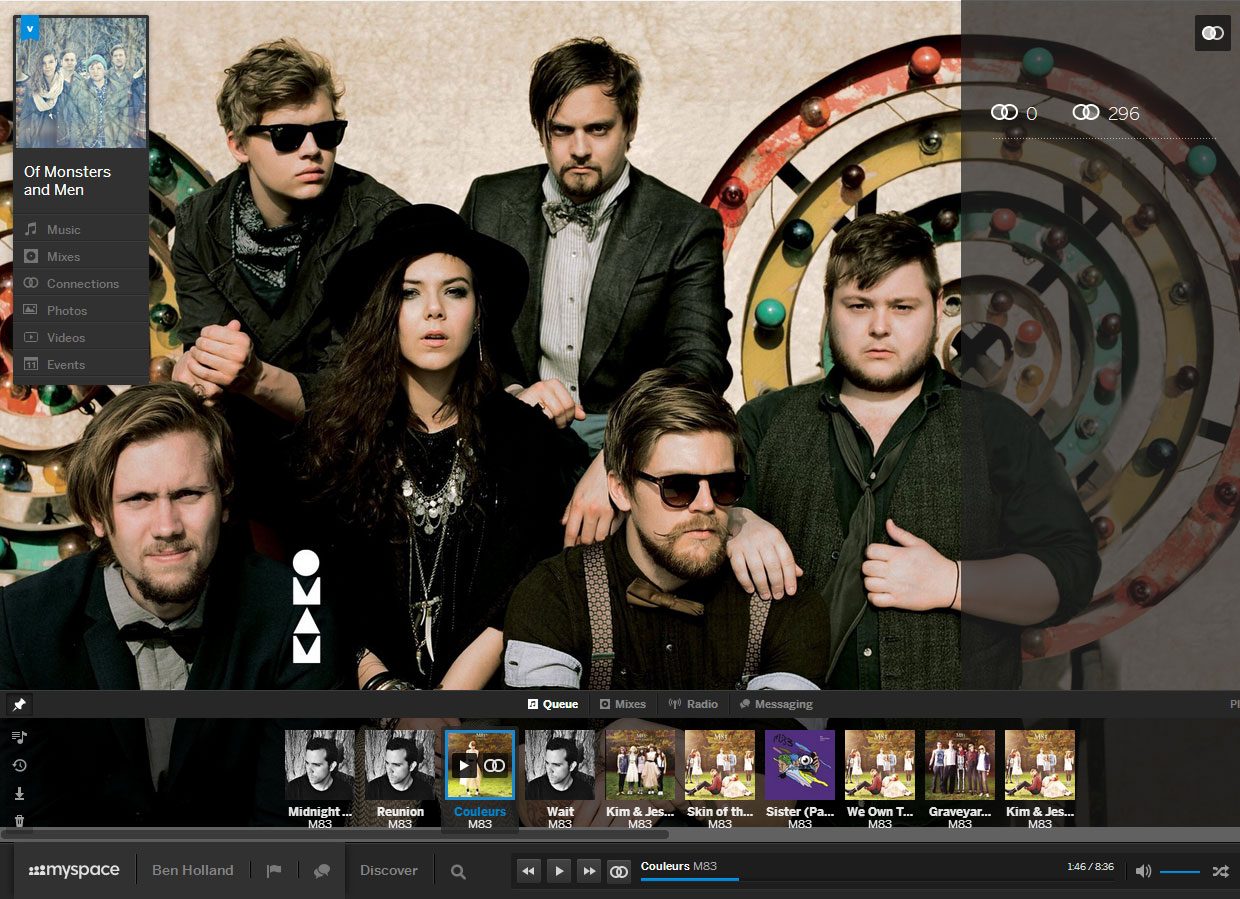 v
Of Monsters
and Men
Music
Mixes
Connections
Photos
Videos
11 Events
0 296
Queue Mixes Radio Messaging Pl
Midnight ... Reunion Couleurs Wait Kim & Jes... Skin of th... Sister (Pa... We Own T... Graveyar... Kim & Jes...
M83 M83 M83 M83 M83 M83 M83 M83 M83 M83
myspace Ben Holland Discover Couleurs M83 1:46 / 8:36